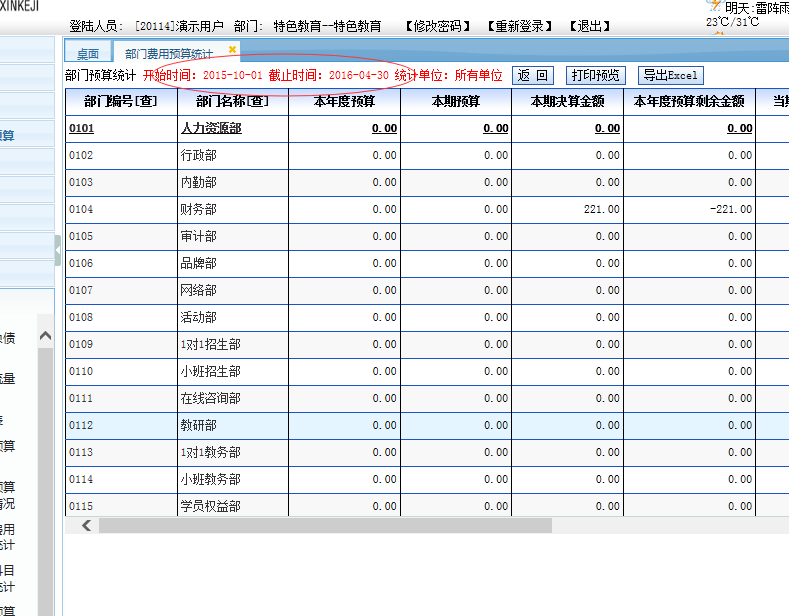 XINKEJI
登陆人员： [20114]演示用户 部门： 特色教育--特色教育 【修改密码】 【重新登录】 【退出】
明天:雷阵雨
23℃/31℃
桌面 部门费用预算统计
部门预算统计 开始时间：2015-10-01 截止时间：2016-04-30 统计单位：所有单位 返 回 打印预览 导出Excel
部门编号[查] 部门名称[查] 本年度预算 本期预算 本期决算金额 本年度预算剩余金额 当期
0101 人力资源部 0.00 0.00 0.00 0.00
0102 行政部 0.00 0.00 0.00 0.00
0103 内勤部 0.00 0.00 0.00 0.00
0104 财务部 0.00 0.00 221.00 -221.00
0105 审计部 0.00 0.00 0.00 0.00
0106 品牌部 0.00 0.00 0.00 0.00
0107 网络部 0.00 0.00 0.00 0.00
0108 活动部 0.00 0.00 0.00 0.00
0109 1对1招生部 0.00 0.00 0.00 0.00
0110 小班招生部 0.00 0.00 0.00 0.00
0111 在线咨询部 0.00 0.00 0.00 0.00
0112 教研部 0.00 0.00 0.00 0.00
0113 1对1教务部 0.00 0.00 0.00 0.00
0114 小班教务部 0.00 0.00 0.00 0.00
0115 学员权益部 0.00 0.00 0.00 0.00
预算
负债
流量
表
预算
预算
情况
费用
统计
科目
统计
预算